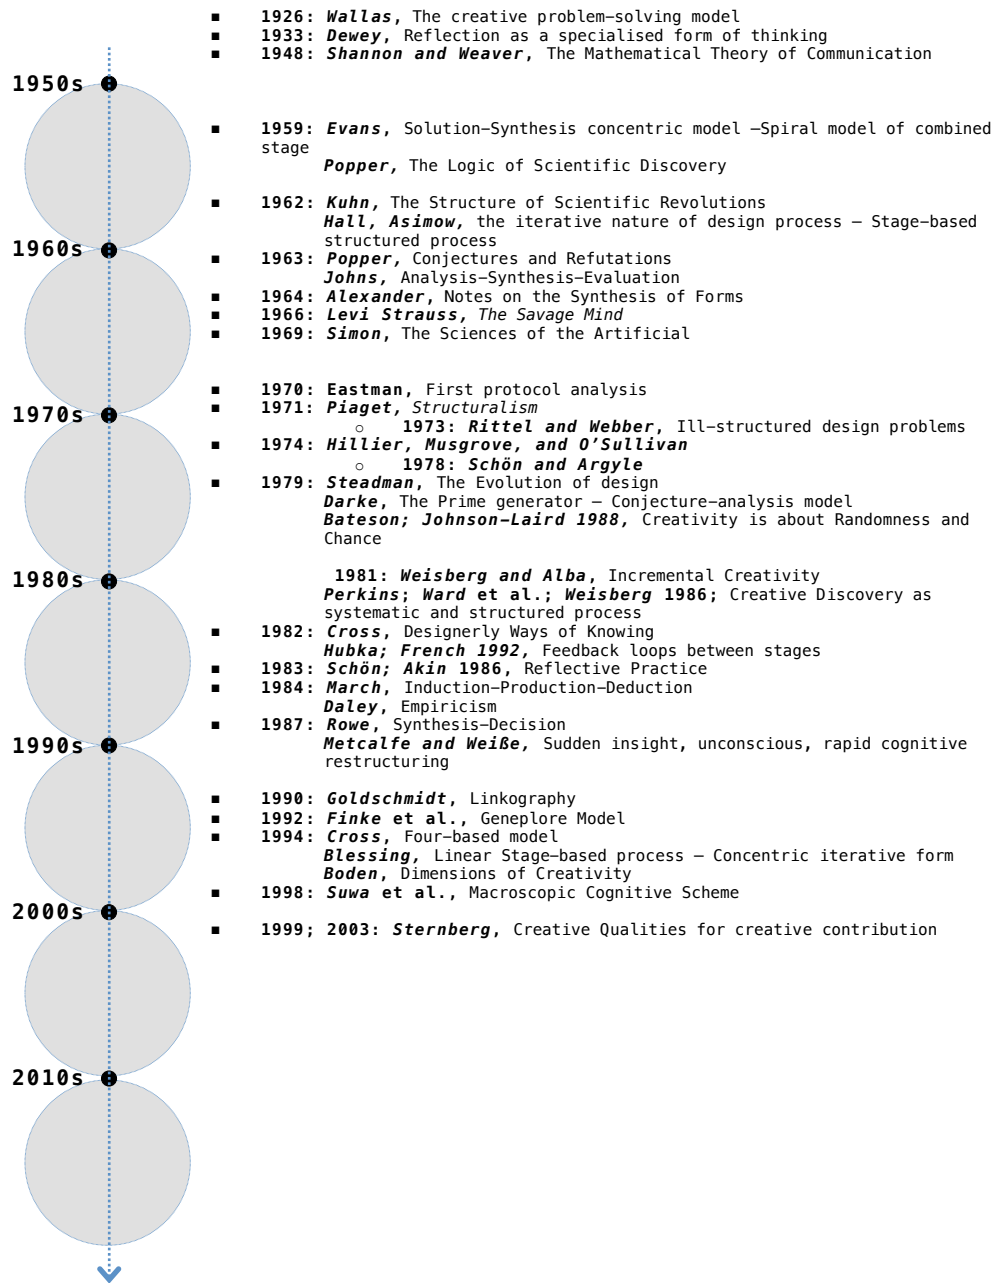 ▪ 1926: Wallas, The creative problem–solving model
▪ 1933: Dewey, Reflection as a specialised form of thinking
▪ 1948: Shannon and Weaver, The Mathematical Theory of Communication
1950s
▪ 1959: Evans, Solution–Synthesis concentric model –Spiral model of combined
stage
Popper, The Logic of Scientific Discovery
▪ 1962: Kuhn, The Structure of Scientific Revolutions
Hall, Asimow, the iterative nature of design process – Stage–based
structured process
1960s
▪ 1963: Popper, Conjectures and Refutations
Johns, Analysis–Synthesis–Evaluation
▪ 1964: Alexander, Notes on the Synthesis of Forms
▪ 1966: Levi Strauss, The Savage Mind
▪ 1969: Simon, The Sciences of the Artificial
▪ 1970: Eastman, First protocol analysis
▪ 1971: Piaget, Structuralism
1970s
○ 1973: Rittel and Webber, Ill–structured design problems
▪ 1974: Hillier, Musgrove, and O’Sullivan
○ 1978: Schön and Argyle
▪ 1979: Steadman, The Evolution of design
Darke, The Prime generator – Conjecture–analysis model
Bateson; Johnson–Laird 1988, Creativity is about Randomness and
Chance
1980s
1981: Weisberg and Alba, Incremental Creativity
Perkins; Ward et al.; Weisberg 1986; Creative Discovery as
systematic and structured process
▪ 1982: Cross, Designerly Ways of Knowing
Hubka; French 1992, Feedback loops between stages
▪ 1983: Schön; Akin 1986, Reflective Practice
▪ 1984: March, Induction–Production–Deduction
Daley, Empiricism
▪ 1987: Rowe, Synthesis–Decision
1990s
Metcalfe and Weiße, Sudden insight, unconscious, rapid cognitive
restructuring
▪ 1990: Goldschmidt, Linkography
▪ 1992: Finke et al., Geneplore Model
▪ 1994: Cross, Four–based model
Blessing, Linear Stage–based process – Concentric iterative form
Boden, Dimensions of Creativity
▪ 1998: Suwa et al., Macroscopic Cognitive Scheme
2000s
▪ 1999; 2003: Sternberg, Creative Qualities for creative contribution
2010s